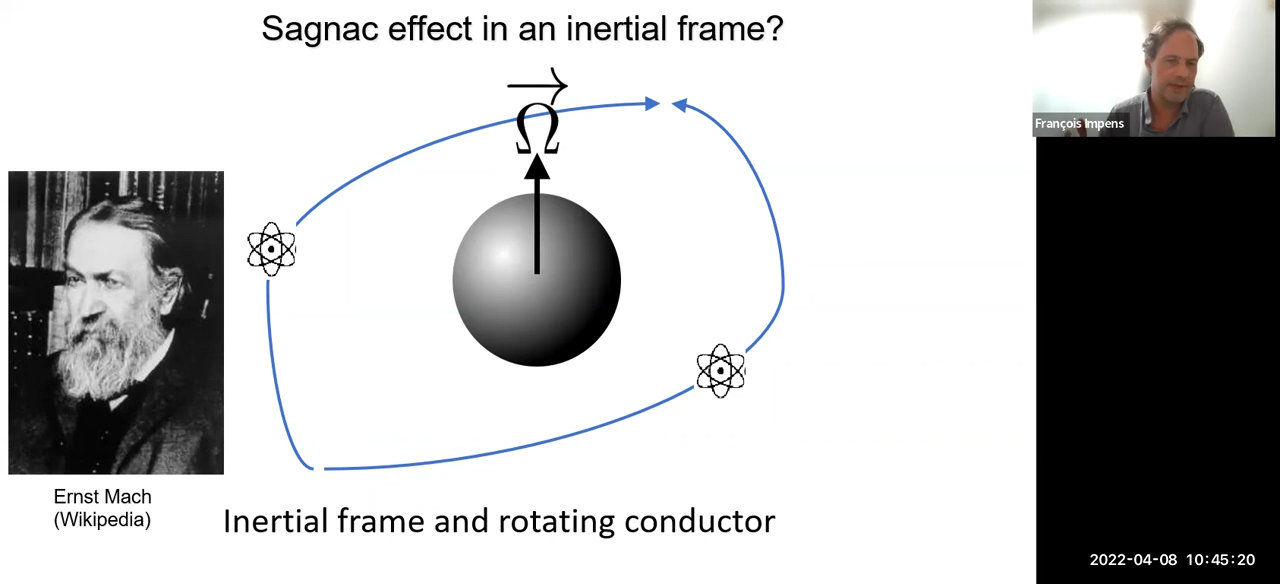 Sagnac effect in an inertial frame?
Ω
François Impens
Ernst Mach
(Wikipedia)
Inertial frame and rotating conductor
2022-04-08 10:45:20